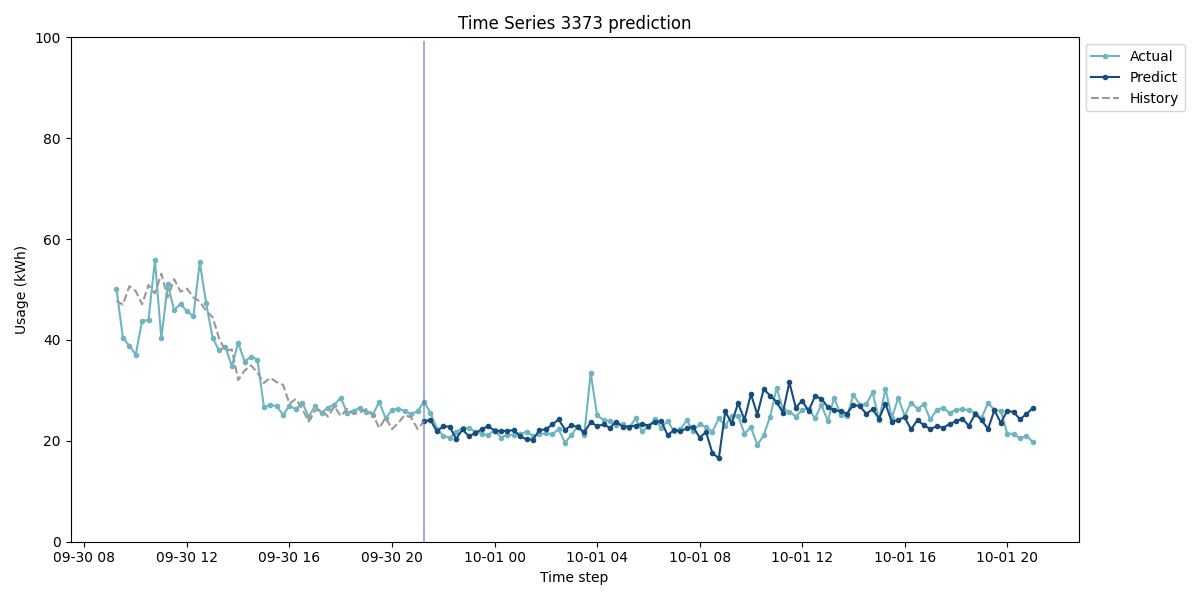 Time Series 3373 prediction
100
80
60
40
20
0
Usage (kWh)
09-30 08
09-30 12
09-30 16
09-30 20
10-01 00
10-01 04
10-01 08
10-01 12
10-01 16
10-01 20
Time step
Actual
Predict
History